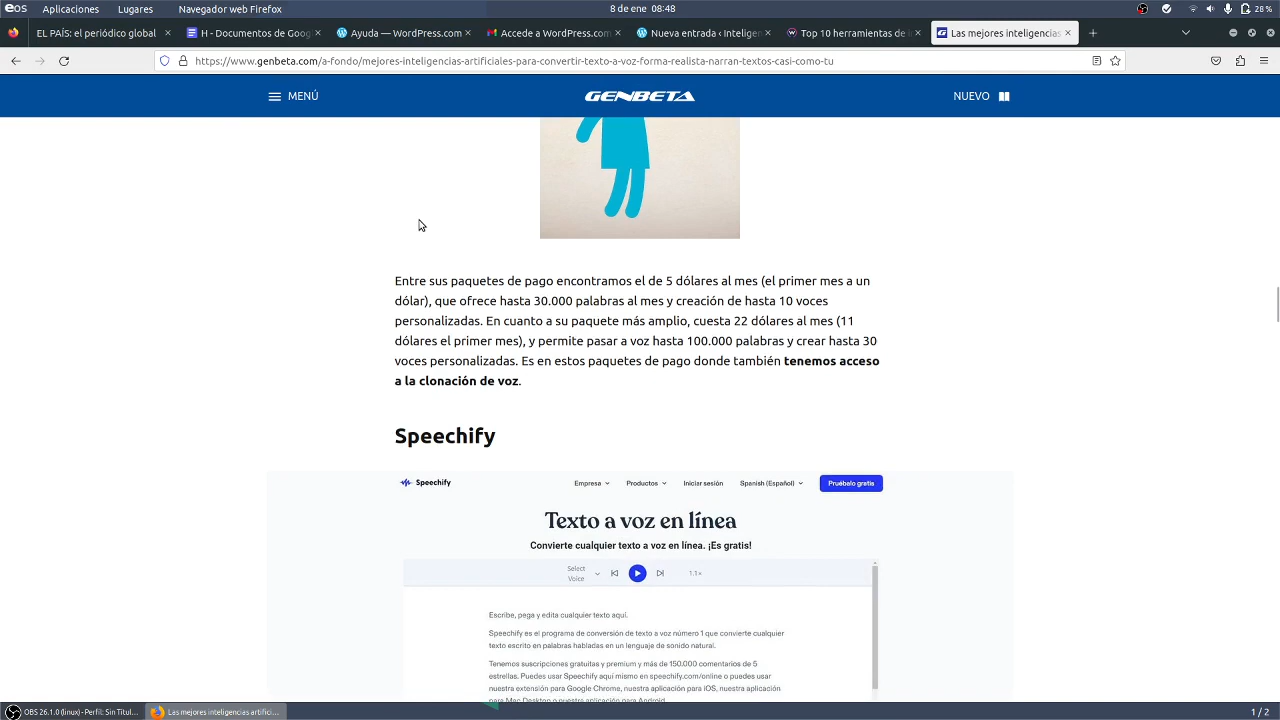 Aplicaciones Lugares Navegador web Firefox 8 de ene 08:48 28 %
EL PAÍS: el periódico global H - Documentos de Goog Ayuda — WordPress.com Accede a WordPress.com Nueva entrada ‹ Inteligen Top 10 herramientas de i Las mejores inteligencias
https://www.genbeta.com/a-fondo/mejores-inteligencias-artificiales-para-convertir-texto-a-voz-forma-realista-narran-textos-casi-como-tu
MENÚ GENBETA NUEVO
Entre sus paquetes de pago encontramos el de 5 dólares al mes (el primer mes a un
dólar), que ofrece hasta 30.000 palabras al mes y creación de hasta 10 voces
personalizadas. En cuanto a su paquete más amplio, cuesta 22 dólares al mes (11
dólares el primer mes), y permite pasar a voz hasta 100.000 palabras y crear hasta 30
voces personalizadas. Es en estos paquetes de pago donde también tenemos acceso
a la clonación de voz.
Speechify
Speechify Empresa Productos Iniciar sesión Spanish (Español) Pruébalo gratis
Texto a voz en línea
Convierte cualquier texto a voz en línea. ¡Es gratis!
Select
Voice
1.1×
Escribe, pega y edita cualquier texto aquí.
Speechify es el programa de conversión de texto a voz número 1 que convierte cualquier
texto escrito en palabras habladas en un lenguaje de sonido natural.
Tenemos suscripciones gratuitas y premium y más de 150.000 comentarios de 5
estrellas. Puedes usar Speechify aquí mismo en speechify.com/online o puedes usar
nuestra extensión para Google Chrome, nuestra aplicación para iOS, nuestra aplicación
para Mac Desktop o nuestra aplicación para Android.
OBS 26.1.0 (linux) - Perfil: Sin Titul... Las mejores inteligencias artifici... 1 / 2